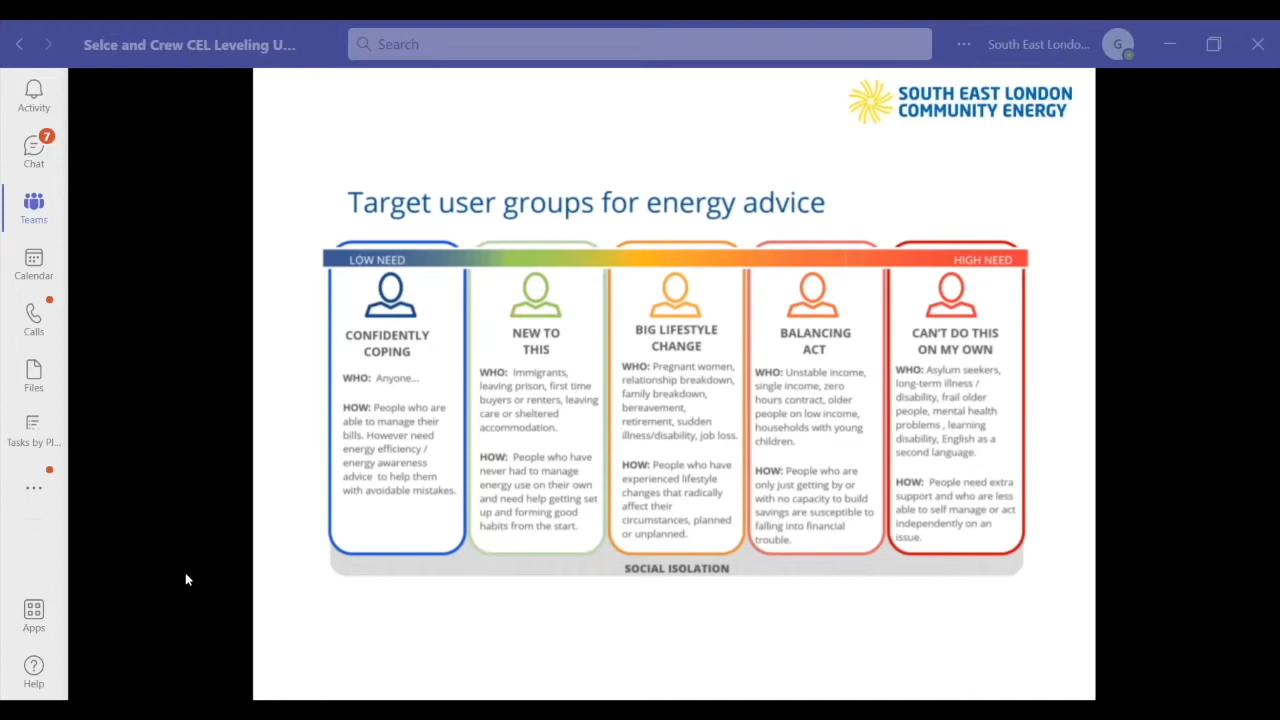 Selce and Crew CEL Leveling U...
Search
South East Londo...
G
Activity
7
Chat
Teams
Calendar
Calls
Files
Tasks by Pl...
Apps
Help
SOUTH EAST LONDON
COMMUNITY ENERGY
Target user groups for energy advice
LOW NEED
HIGH NEED
CONFIDENTLY
COPING
WHO: Anyone...
HOW: People who are
able to manage their
bills. However need
energy efficiency /
energy awareness
advice to help them
with avoidable mistakes.
NEW TO
THIS
WHO: Immigrants,
leaving prison, first time
buyers or renters, leaving
care or sheltered
accommodation.
HOW: People who have
never had to manage
energy use on their own
and need help getting set
up and forming good
habits from the start.
BIG LIFESTYLE
CHANGE
WHO: Pregnant women,
relationship breakdown,
family breakdown,
bereavement,
retirement, sudden
illness/disability, job loss.
HOW: People who have
experienced lifestyle
changes that radically
affect their
circumstances, planned
or unplanned.
BALANCING
ACT
WHO: Unstable income,
single income, zero
hours contract, older
people on low income,
households with young
children.
HOW: People who are
only just getting by or
with no capacity to build
savings are susceptible to
falling into financial
trouble.
CAN'T DO THIS
ON MY OWN
WHO: Asylum seekers,
long-term illness /
disability, frail older
people, mental health
problems , learning
disability, English as a
second language.
HOW: People need extra
support and who are less
able to self manage or act
independently on an
issue.
SOCIAL ISOLATION